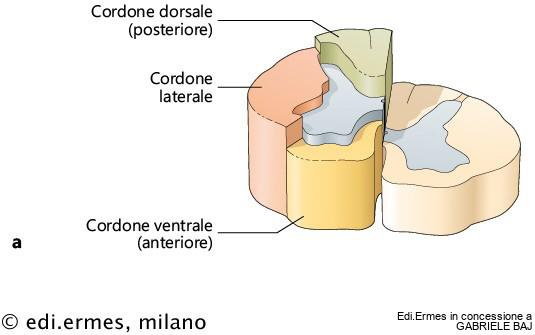 Cordone dorsale
(posteriore)
Cordone
laterale
Cordone ventrale
(anteriore)
a
© edi.ermes, milano
Edi.Ermes in concessione a
GABRIELE BAJ